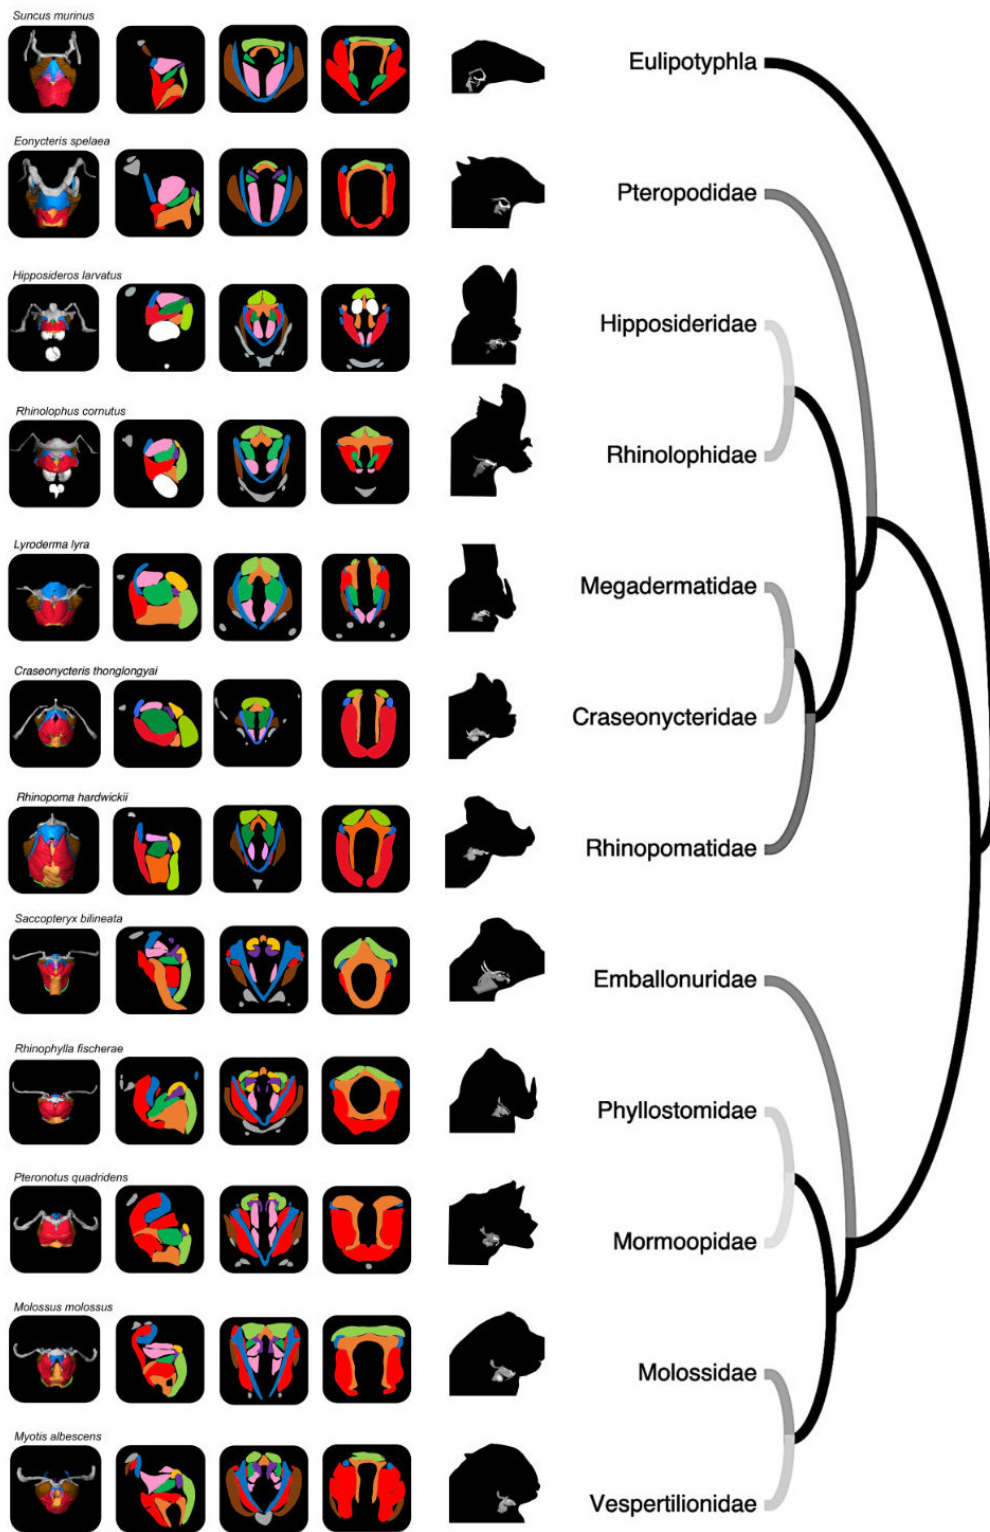 Suncus murinus
Eulipotyphla
Eonycteris spelaea
Pteropodidae
Hipposideros larvatus
Hipposideridae
Rhinolophus cornutus
Rhinolophidae
Lyroderma lyra
Megadermatidae
Craseonycteris thonglongyai
Craseonycteridae
Rhinopoma hardwickii
Rhinopomatidae
Saccopteryx bilineata
Emballonuridae
Rhinophylla fischerae
Phyllostomidae
Pteronotus quadridens
Mormoopidae
Molossus molossus
Molossidae
Myotis albescens
Vespertilionidae